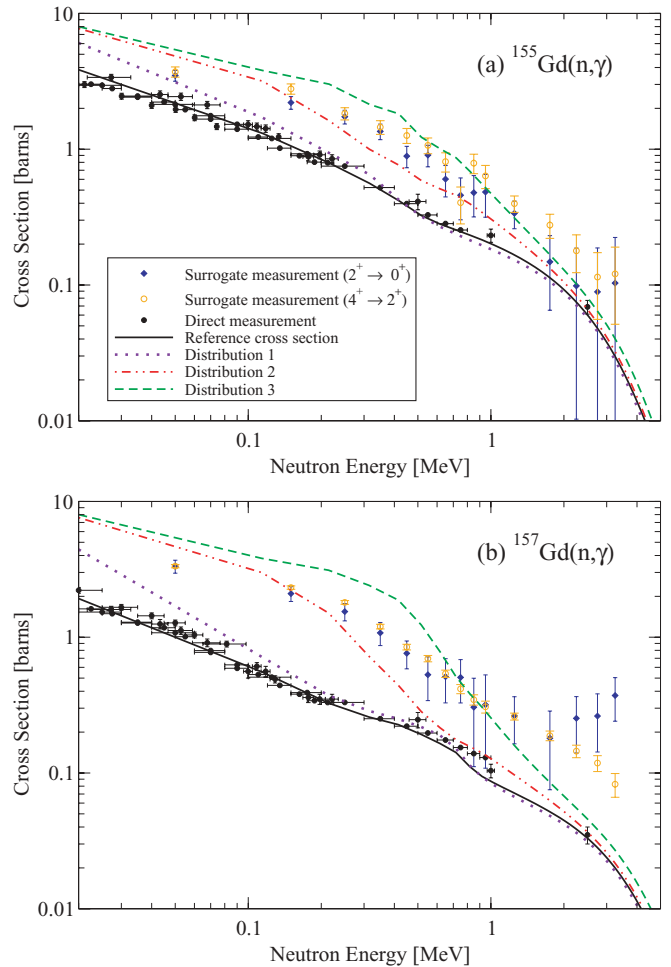 10
1
0.1
0.01
Cross Section [barns]
(a) ¹⁵⁵Gd(n,γ)
Surrogate measurement (2⁺ → 0⁺)
Surrogate measurement (4⁺ → 2⁺)
Direct measurement
Reference cross section
Distribution 1
Distribution 2
Distribution 3
0.1
1
Neutron Energy [MeV]
10
1
0.1
0.01
Cross Section [barns]
(b) ¹⁵⁷Gd(n,γ)
0.1
1
Neutron Energy [MeV]